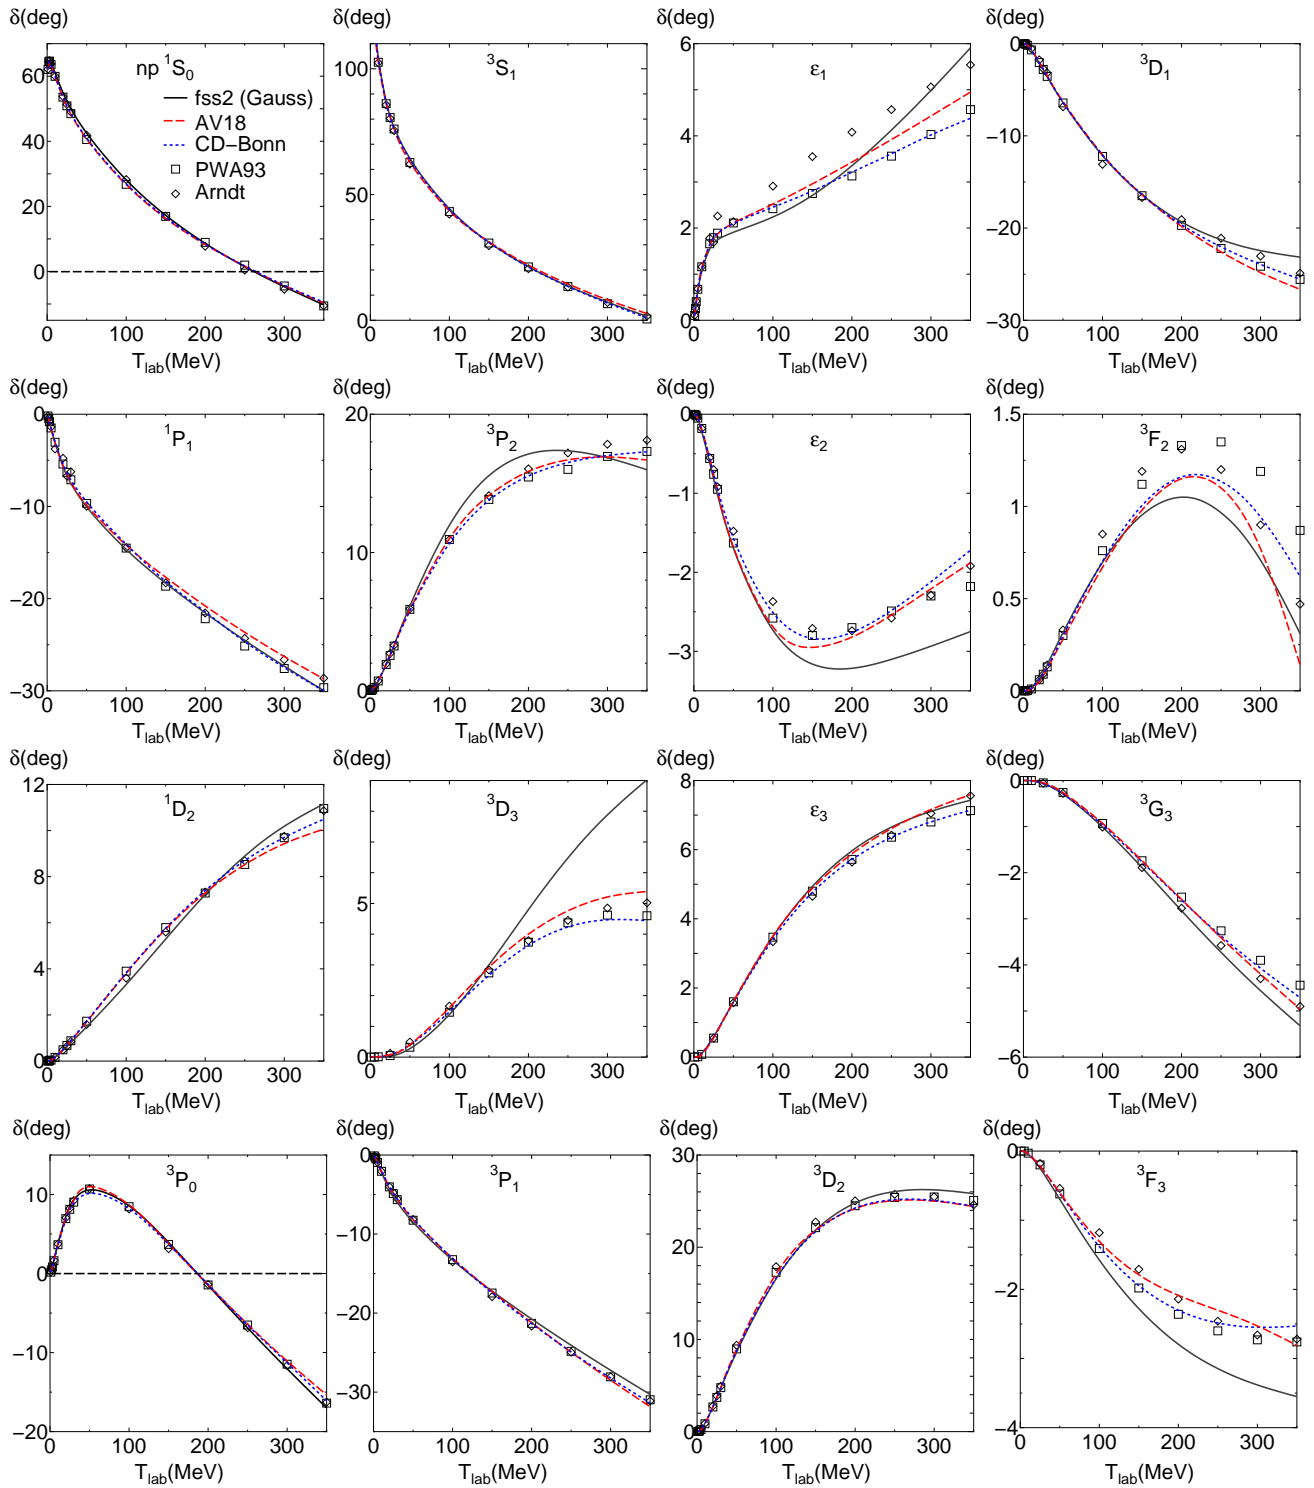 δ(deg) δ(deg) δ(deg) δ(deg)
np ¹S₀
fss2 (Gauss)
AV18
CD−Bonn
PWA93
Arndt
60
40
20
0
0 100 200 300
T_lab(MeV)
³S₁
100
50
0
0 100 200 300
T_lab(MeV)
ε₁
6
4
2
0
0 100 200 300
T_lab(MeV)
³D₁
0
−10
−20
−30
0 100 200 300
T_lab(MeV)
δ(deg) δ(deg) δ(deg) δ(deg)
¹P₁
0
−10
−20
−30
0 100 200 300
T_lab(MeV)
³P₂
20
10
0
0 100 200 300
T_lab(MeV)
ε₂
0
−1
−2
−3
0 100 200 300
T_lab(MeV)
³F₂
1.5
1
0.5
0
0 100 200 300
T_lab(MeV)
δ(deg) δ(deg) δ(deg) δ(deg)
¹D₂
12
8
4
0
0 100 200 300
T_lab(MeV)
³D₃
5
0
0 100 200 300
T_lab(MeV)
ε₃
8
6
4
2
0
0 100 200 300
T_lab(MeV)
³G₃
0
−2
−4
−6
0 100 200 300
T_lab(MeV)
δ(deg) δ(deg) δ(deg) δ(deg)
³P₀
10
0
−10
−20
0 100 200 300
T_lab(MeV)
³P₁
0
−10
−20
−30
0 100 200 300
T_lab(MeV)
³D₂
30
20
10
0
0 100 200 300
T_lab(MeV)
³F₃
0
−2
−4
0 100 200 300
T_lab(MeV)